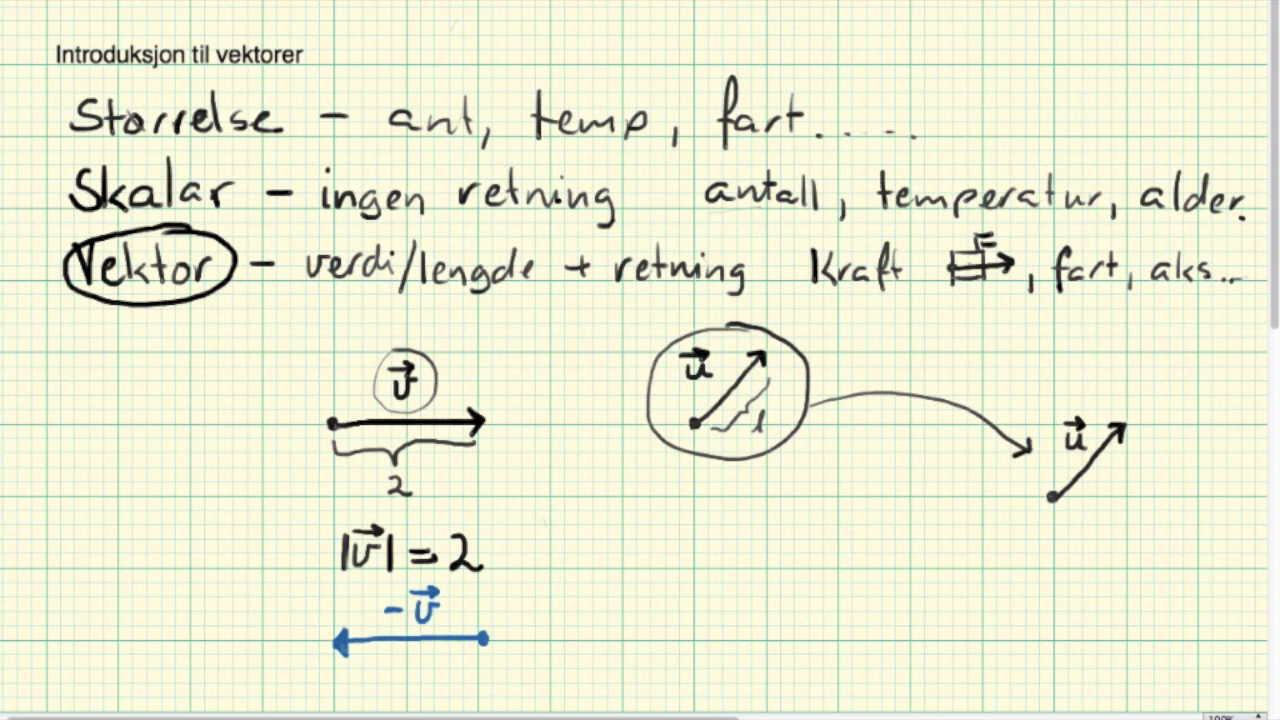 Introduksjon til vektorer
Størrelse - ant, temp, fart.....
Skalar - ingen retning antall, temperatur, alder.
Vektor - verdi/lengde + retning Kraft F, fart, aks..
v⃗ u⃗
l
u⃗
2
|v⃗| = 2
-v⃗
100%